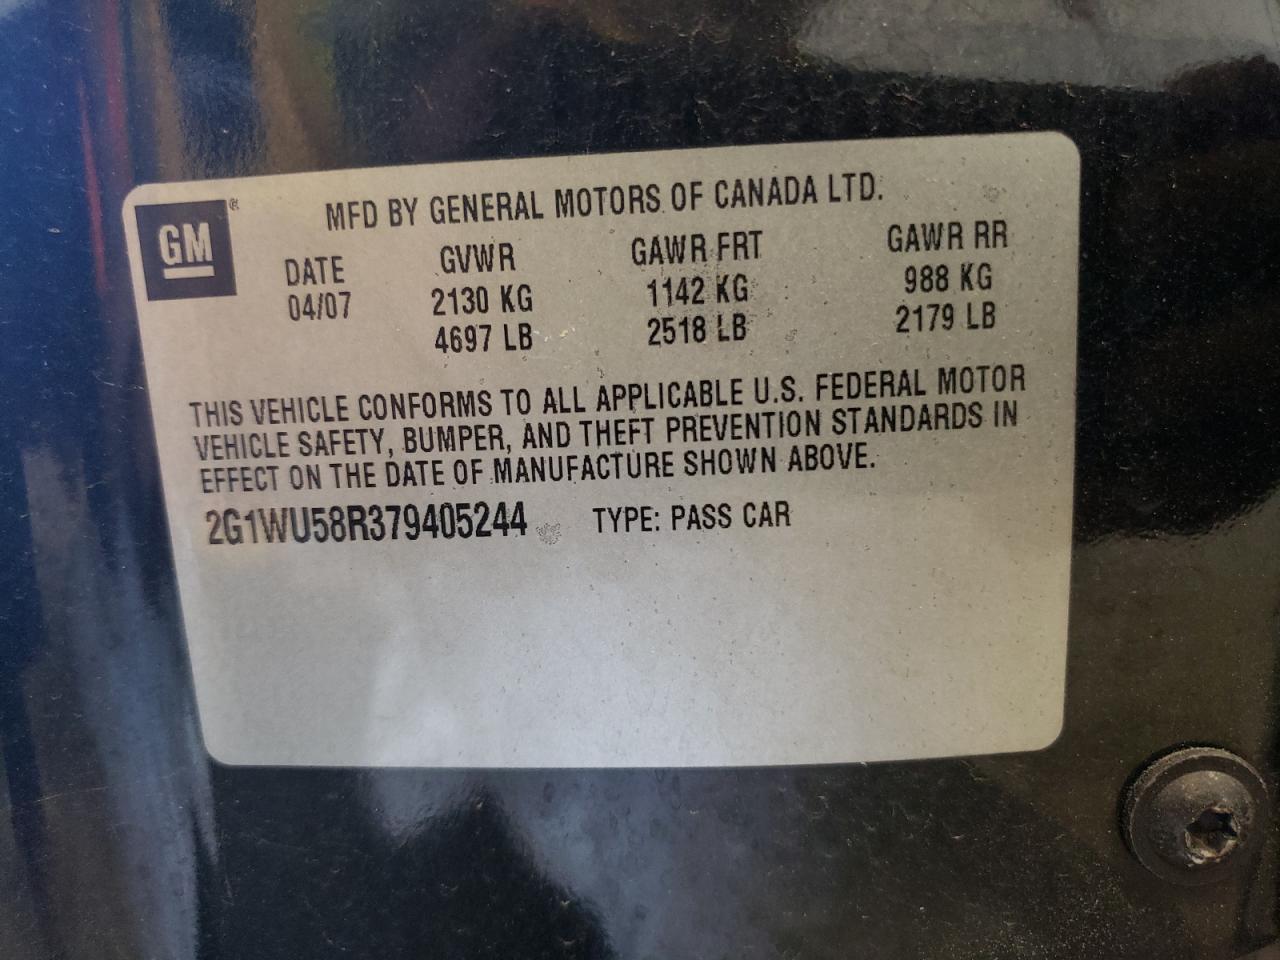 GM®
MFD BY GENERAL MOTORS OF CANADA LTD.
DATE GVWR GAWR FRT GAWR RR
04/07 2130 KG 1142 KG 988 KG
4697 LB 2518 LB 2179 LB
THIS VEHICLE CONFORMS TO ALL APPLICABLE U.S. FEDERAL MOTOR
VEHICLE SAFETY, BUMPER, AND THEFT PREVENTION STANDARDS IN
EFFECT ON THE DATE OF MANUFACTURE SHOWN ABOVE.
2G1WU58R379405244 TYPE: PASS CAR